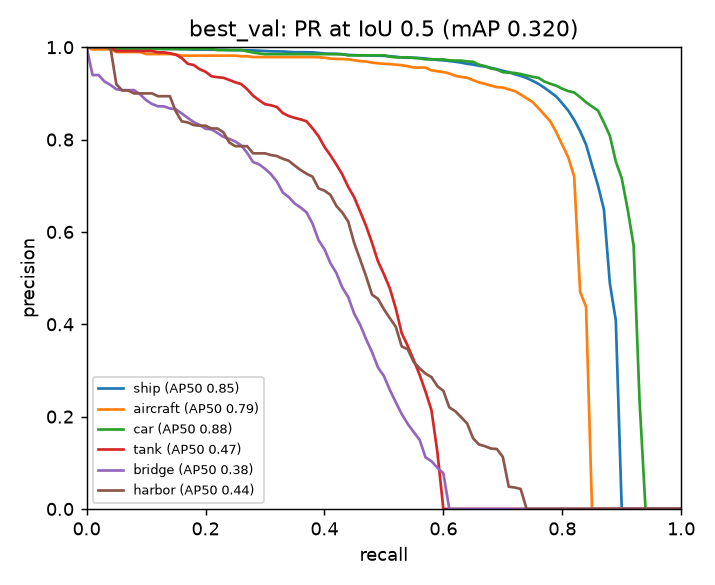 best_val: PR at IoU 0.5 (mAP 0.320)
precision
1.0
0.8
0.6
0.4
0.2
0.0
ship (AP50 0.85)
aircraft (AP50 0.79)
car (AP50 0.88)
tank (AP50 0.47)
bridge (AP50 0.38)
harbor (AP50 0.44)
0.0 0.2 0.4 0.6 0.8 1.0
recall